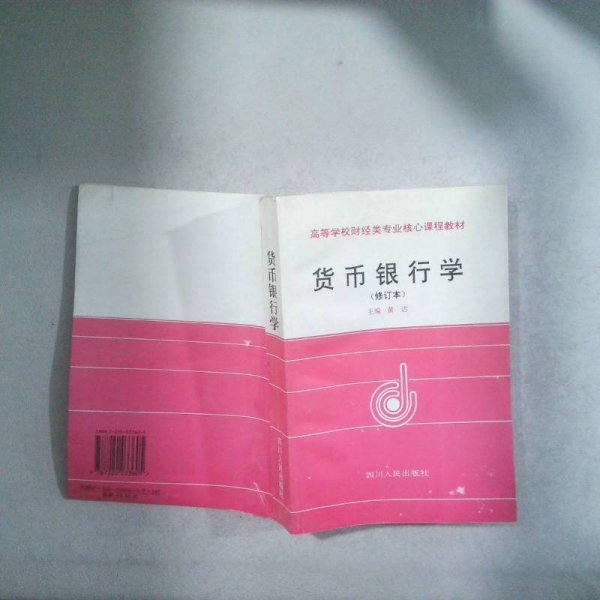 高等学校财经类专业核心课程教材
货币银行学
(修订本)
主编 黄达
四川人民出版社
货币银行学
四川人民出版社